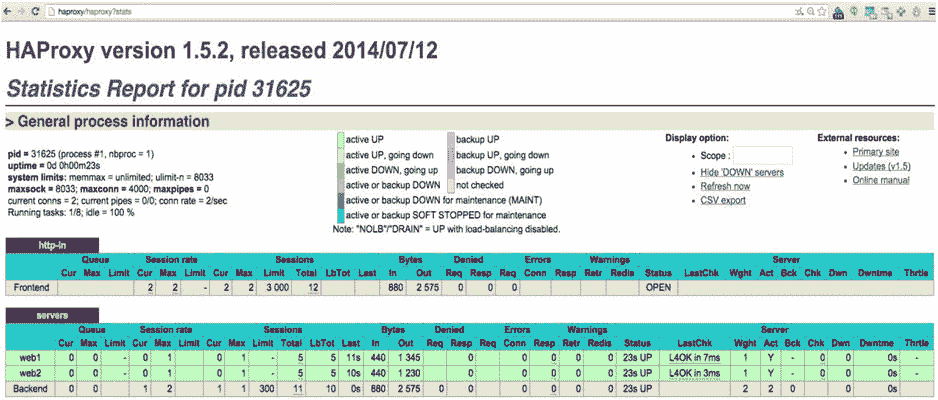 haproxy/haproxy?stats
HAProxy version 1.5.2, released 2014/07/12
Statistics Report for pid 31625
> General process information
pid = 31625 (process #1, nbproc = 1)
uptime = 0d 0h00m23s
system limits: memmax = unlimited; ulimit-n = 8033
maxsock = 8033; maxconn = 4000; maxpipes = 0
current conns = 2; current pipes = 0/0; conn rate = 2/sec
Running tasks: 1/8; idle = 100 %
active UP backup UP
active UP, going down backup UP, going down
active DOWN, going up backup DOWN, going up
active or backup DOWN not checked
active or backup DOWN for maintenance (MAINT)
active or backup SOFT STOPPED for maintenance
Note: "NOLB"/"DRAIN" = UP with load-balancing disabled.
Display option:
• Scope :
• Hide 'DOWN' servers
• Refresh now
• CSV export
External resources:
• Primary site
• Updates (v1.5)
• Online manual
http-in
Queue Session rate Sessions Bytes Denied Errors Warnings Server
Cur Max Limit Cur Max Limit Cur Max Limit Total LbTot Last In Out Req Resp Req Conn Resp Retr Redis Status LastChk Wght Act Bck Chk Dwn Dwntme Thrtle
Frontend 2 2 - 2 2 3 000 12 880 2 575 0 0 0 OPEN
servers
Queue Session rate Sessions Bytes Denied Errors Warnings Server
Cur Max Limit Cur Max Limit Cur Max Limit Total LbTot Last In Out Req Resp Req Conn Resp Retr Redis Status LastChk Wght Act Bck Chk Dwn Dwntme Thrtle
web1 0 0 - 0 1 0 1 - 5 5 11s 440 1 345 0 0 0 0 0 23s UP L4OK in 7ms 1 Y - 0 0 0s -
web2 0 0 - 0 1 0 1 - 5 5 10s 440 1 230 0 0 0 0 0 23s UP L4OK in 3ms 1 Y - 0 0 0s -
Backend 0 0 1 2 1 1 300 11 10 0s 880 2 575 0 0 0 0 0 0 23s UP 2 2 0 0 0s